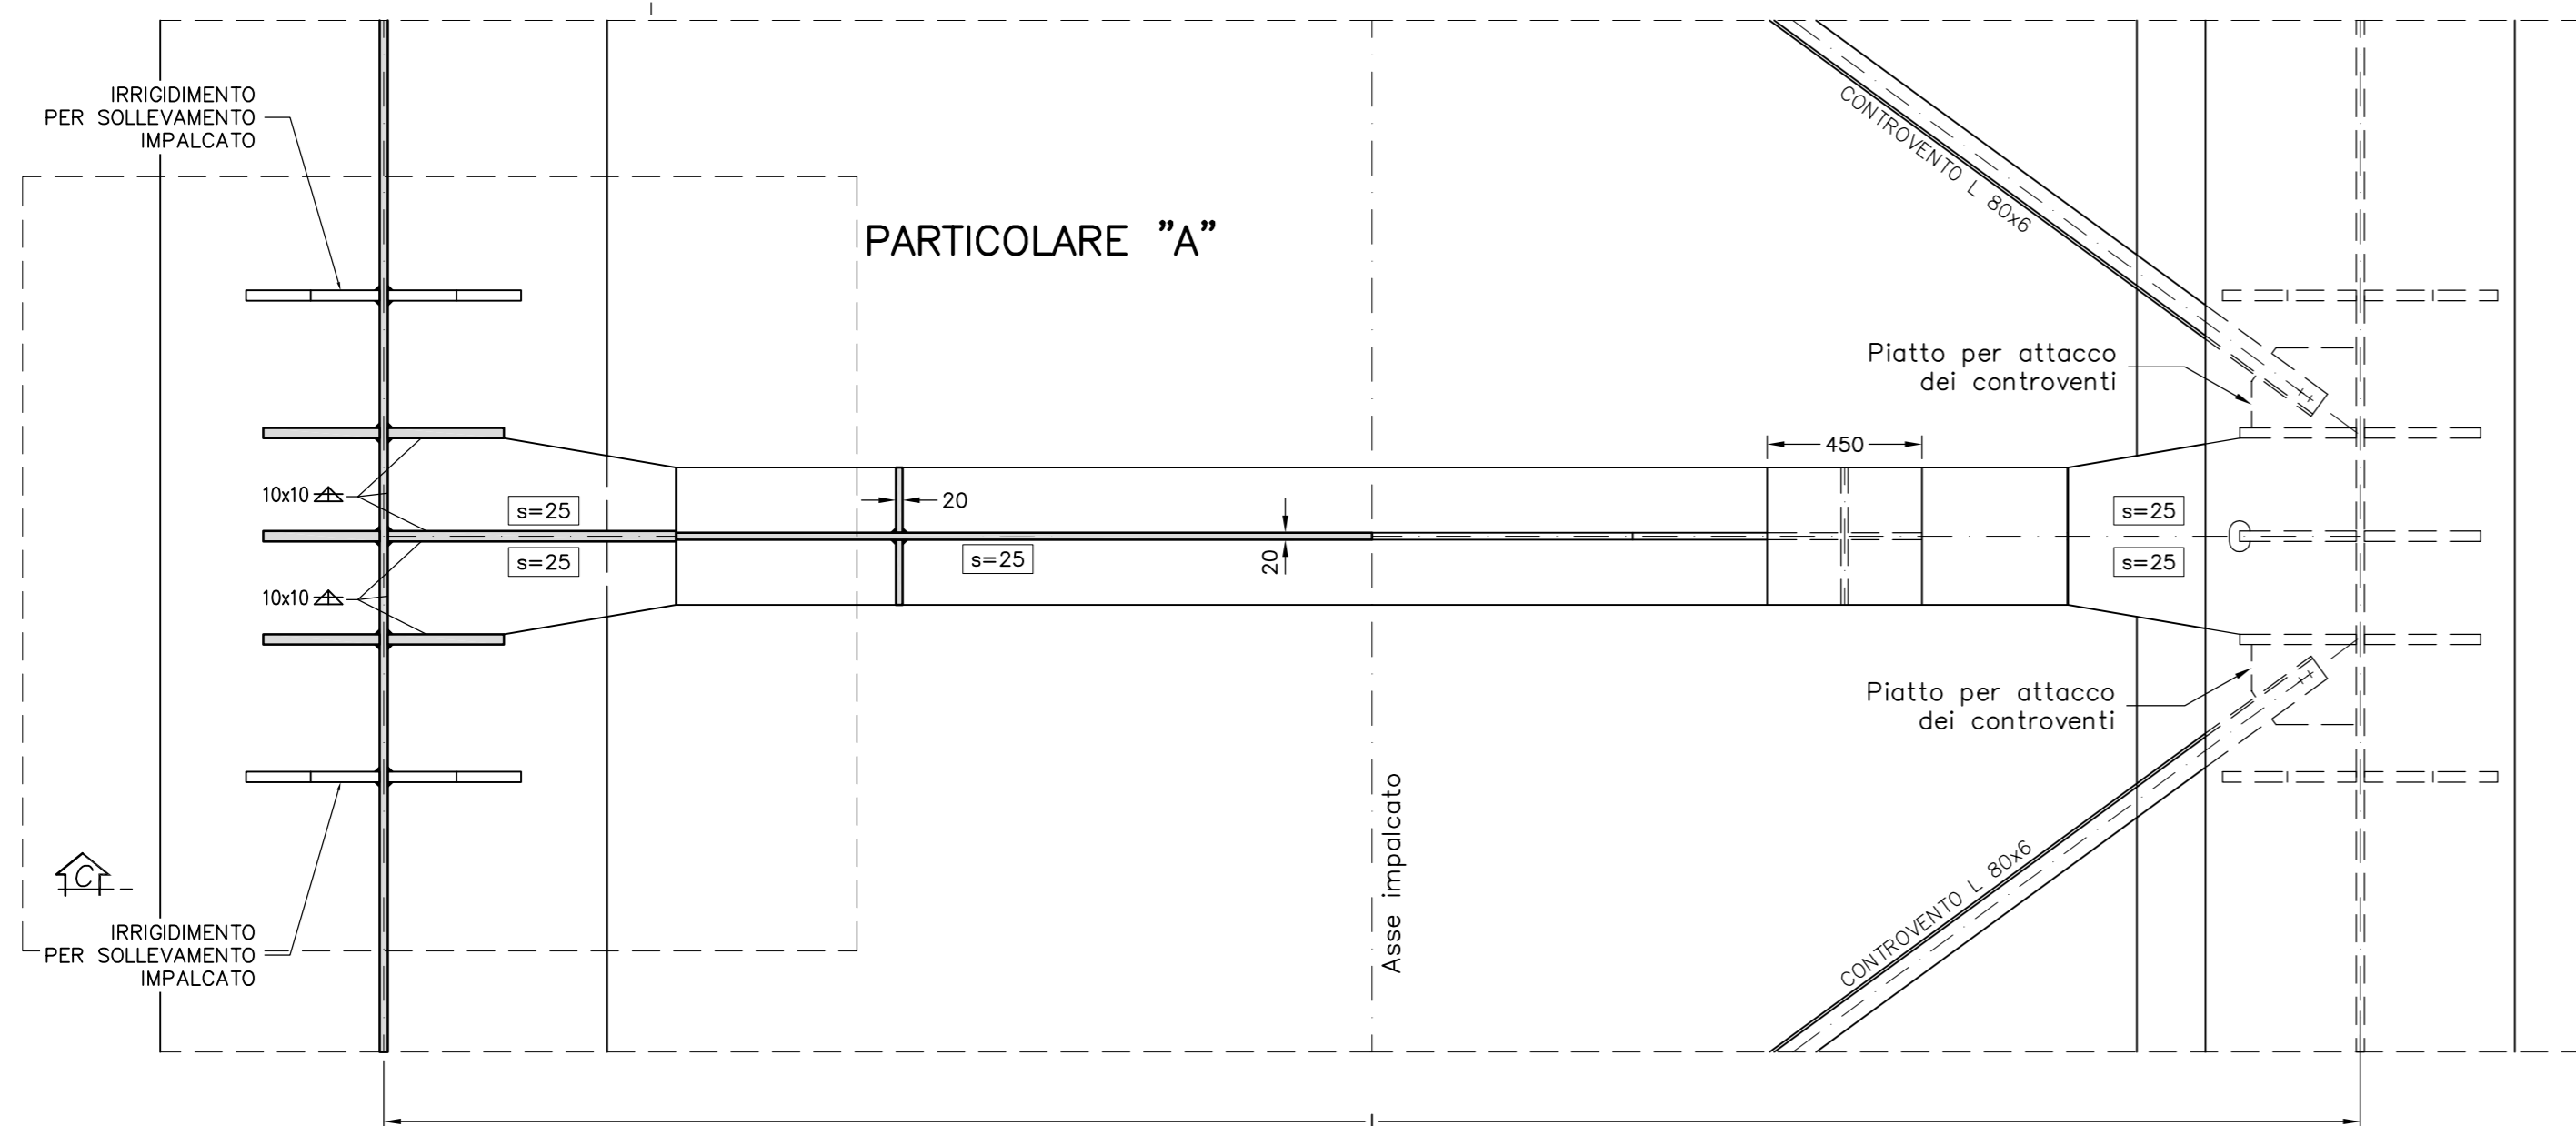 IRRIGIDIMENTO
PER SOLLEVAMENTO
IMPALCATO
PARTICOLARE "A"
CONTROVENTO L 80x6
Piatto per attacco
dei controventi
450
10x10
s=25
20
s=25
s=25
s=25
20
s=25
10x10
Piatto per attacco
dei controventi
Asse impalcato
CONTROVENTO L 80x6
C
IRRIGIDIMENTO
PER SOLLEVAMENTO
IMPALCATO